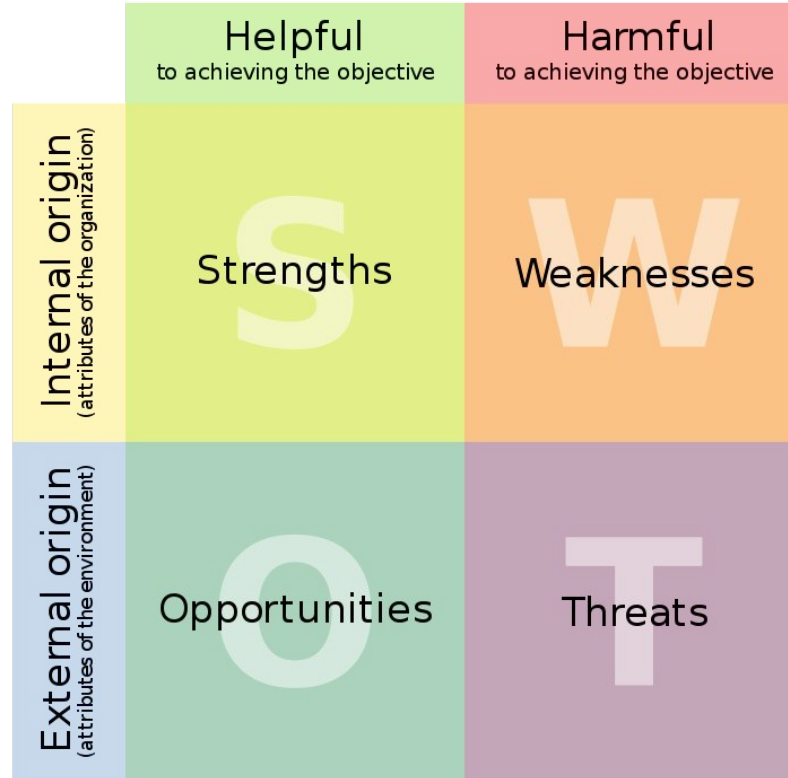 Helpful
to achieving the objective
Harmful
to achieving the objective
Internal origin
(attributes of the organization)
S
Strengths
W
Weaknesses
External origin
(attributes of the environment)
O
Opportunities
T
Threats